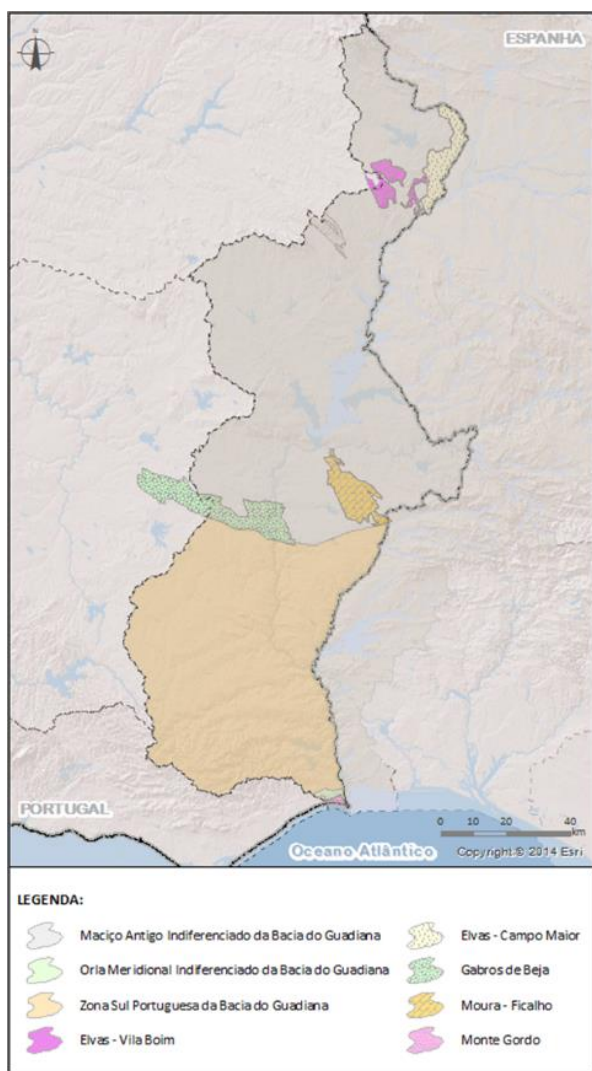 N
ESPANHA
PORTUGAL
0 20 40
km
Oceano Atlântico
Copyright:© 2014 Esri
LEGENDA:
Maciço Antigo Indiferenciado da Bacia do Guadiana
Elvas - Campo Maior
Orla Meridional Indiferenciado da Bacia do Guadiana
Gabros de Beja
Zona Sul Portuguesa da Bacia do Guadiana
Moura - Ficalho
Elvas - Vila Boim
Monte Gordo